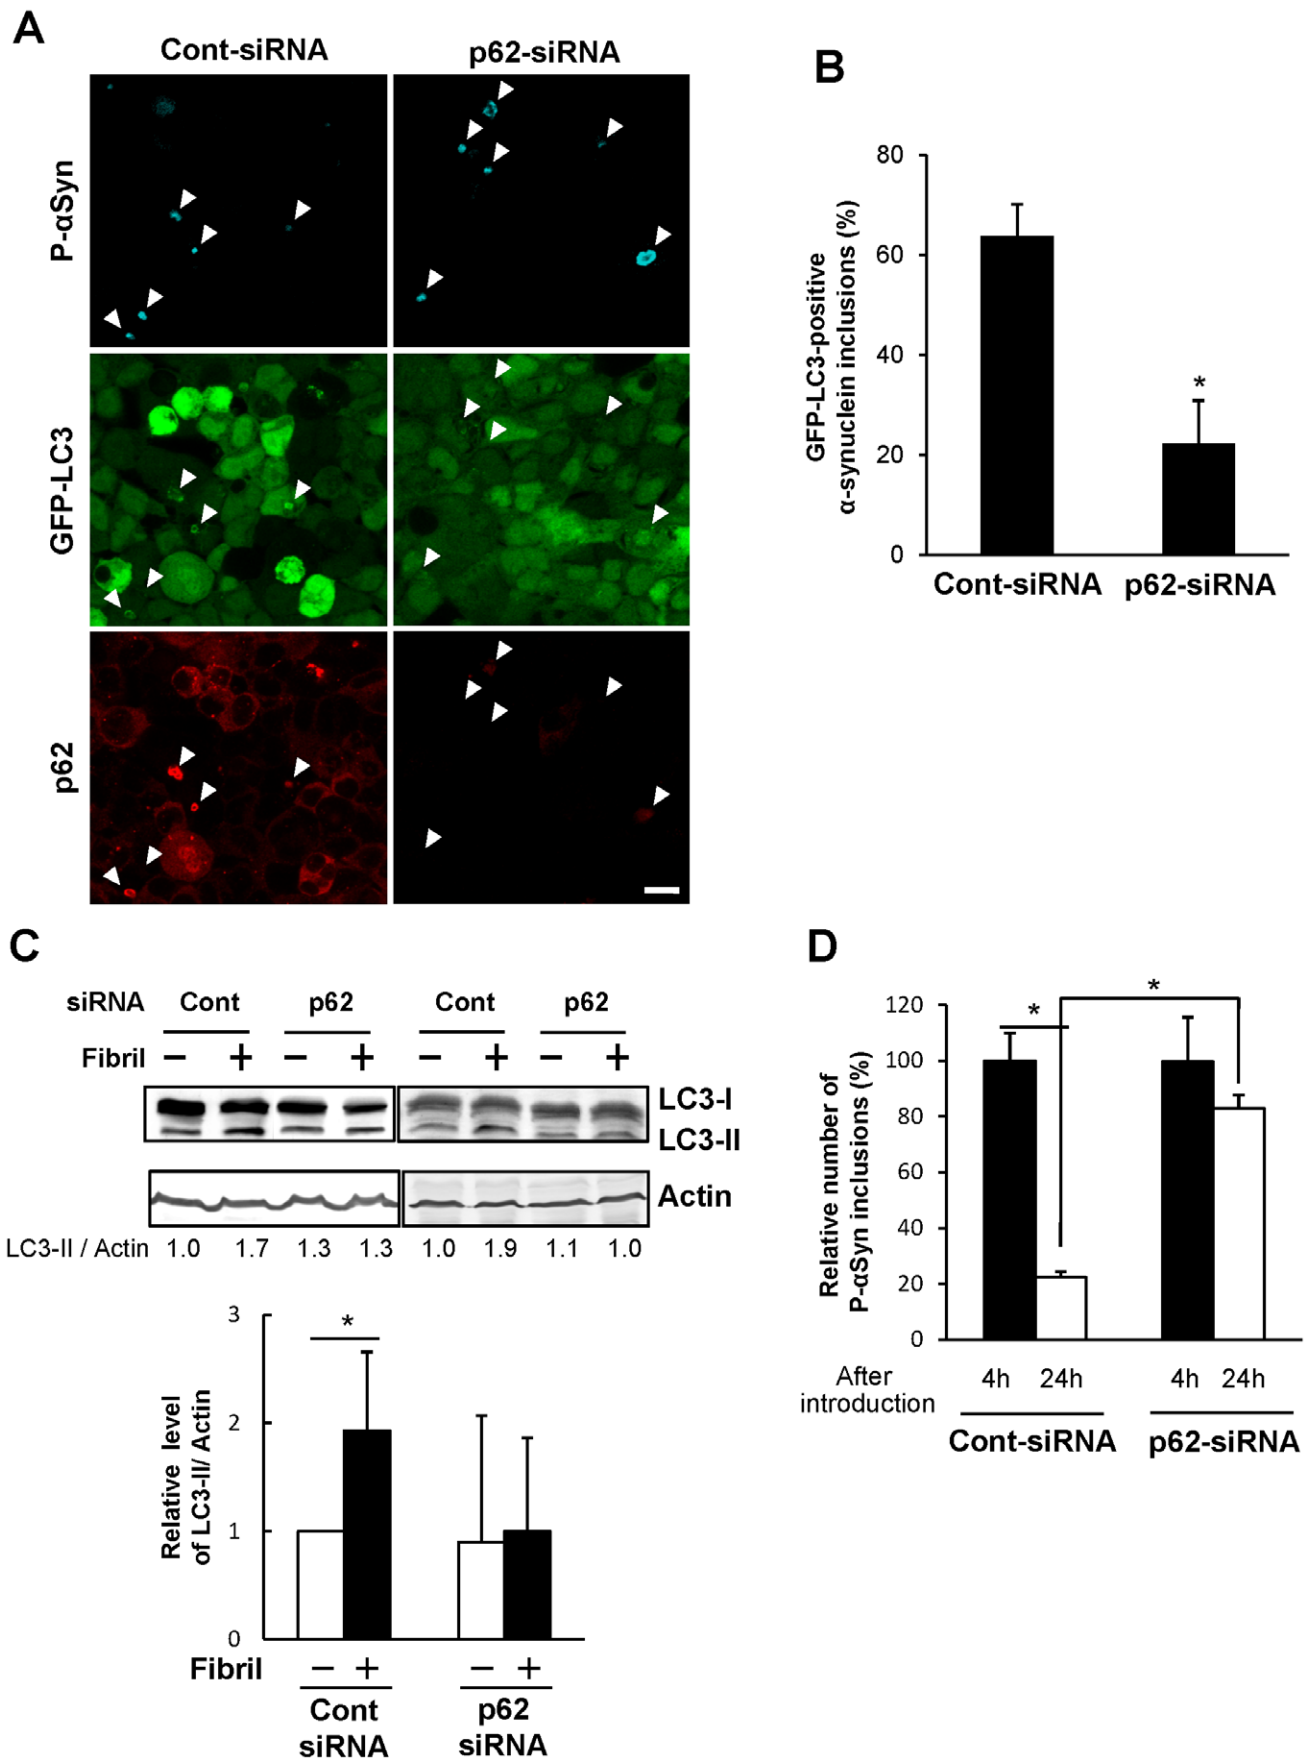 A
Cont-siRNA p62-siRNA
P-αSyn
GFP-LC3
p62
B
GFP-LC3-positive
α-synuclein inclusions (%)
80
60
40
20
0
*
Cont-siRNA p62-siRNA
C
siRNA Cont p62 Cont p62
Fibril − + − + − + − +
LC3-I
LC3-II
Actin
LC3-II / Actin 1.0 1.7 1.3 1.3 1.0 1.9 1.1 1.0
Relative level
of LC3-II/ Actin
3
2
1
0
*
Fibril − + − +
Cont p62
siRNA siRNA
D
Relative number of
P-αSyn inclusions (%)
120
100
80
60
40
20
0
* *
After
introduction
4h 24h 4h 24h
Cont-siRNA p62-siRNA